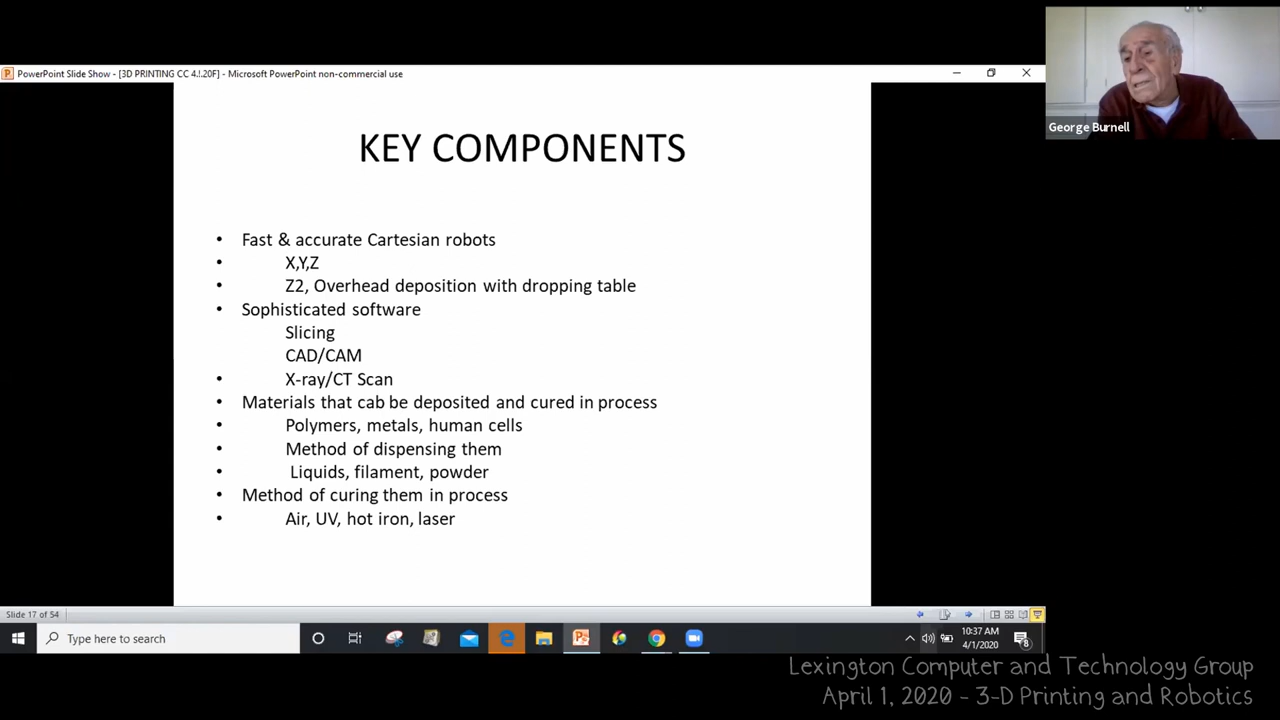 PowerPoint Slide Show - [3D PRINTING CC 4.!.20F] - Microsoft PowerPoint non-commercial use
George Burnell
KEY COMPONENTS
• Fast & accurate Cartesian robots
• X,Y,Z
• Z2, Overhead deposition with dropping table
• Sophisticated software
Slicing
CAD/CAM
• X-ray/CT Scan
• Materials that cab be deposited and cured in process
• Polymers, metals, human cells
• Method of dispensing them
• Liquids, filament, powder
• Method of curing them in process
• Air, UV, hot iron, laser
Slide 17 of 54
Type here to search
10:37 AM
4/1/2020
8
Lexington Computer and Technology Group
April 1, 2020 - 3-D Printing and Robotics